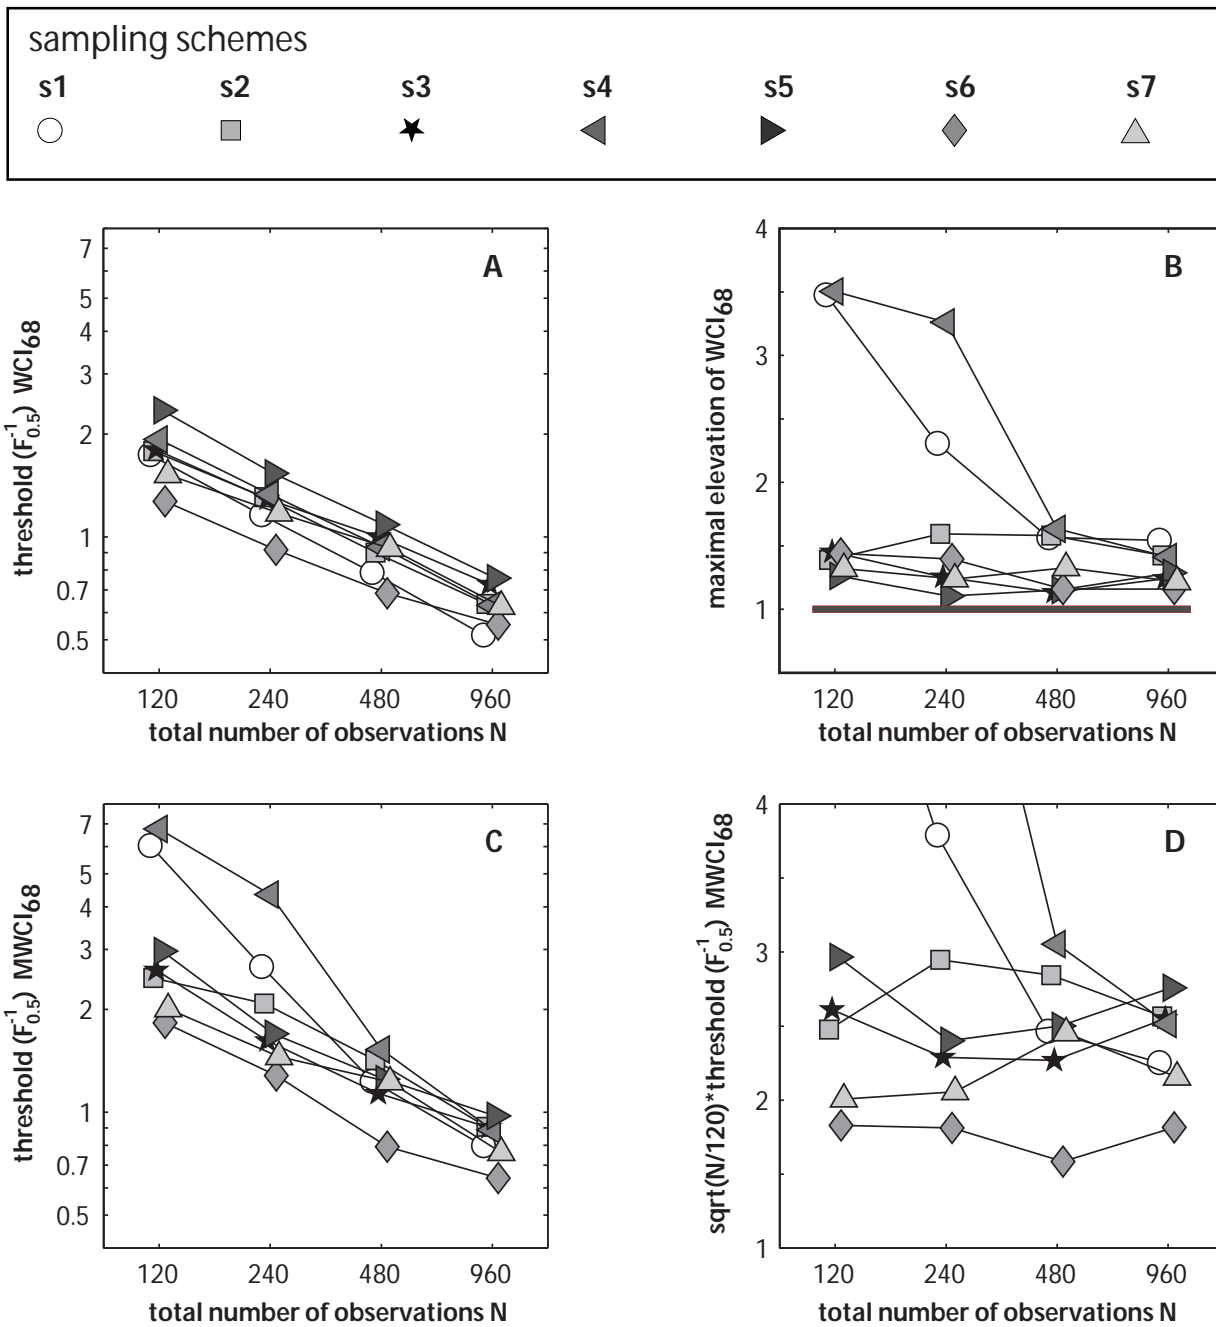 sampling schemes
s1 s2 s3 s4 s5 s6 s7
A
7
5
4
3
2
1
0.7
0.5
threshold (F-1 0.5) WCI68
120 240 480 960
total number of observations N
B
4
3
2
1
maximal elevation of WCI68
120 240 480 960
total number of observations N
C
7
5
4
3
2
1
0.7
0.5
threshold (F-1 0.5) MWCI68
120 240 480 960
total number of observations N
D
4
3
2
1
sqrt(N/120)*threshold (F-1 0.5) MWCI68
120 240 480 960
total number of observations N